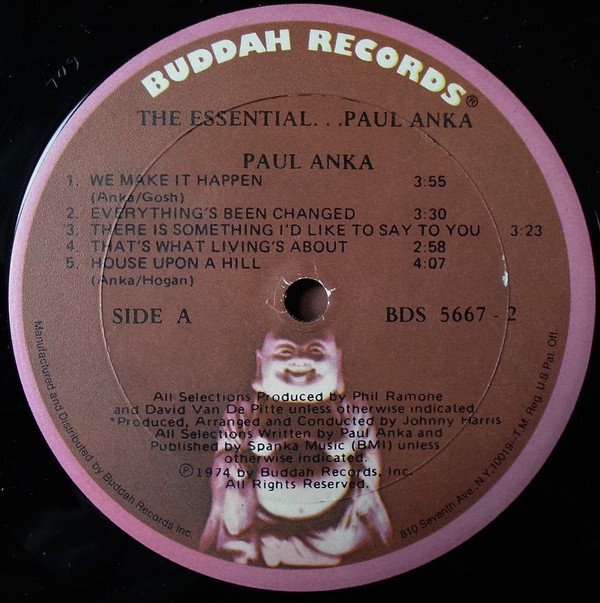 BUDDAH RECORDS®
THE ESSENTIAL. . .PAUL ANKA
PAUL ANKA
1. WE MAKE IT HAPPEN 3:55
(Anka/Gosh)
2. EVERYTHING'S BEEN CHANGED 3:30
3. THERE IS SOMETHING I'D LIKE TO SAY TO YOU 3:23
4. THAT'S WHAT LIVING'S ABOUT 2:58
5. HOUSE UPON A HILL 4:07
(Anka/Hogan)
SIDE A BDS 5667 - 2
All Selections Produced by Phil Ramone
and David Van De Pitte unless otherwise indicated.
*Produced, Arranged and Conducted by Johnny Harris
All Selections Written by Paul Anka and
Published by Spanka Music (BMI) unless
otherwise indicated.
℗1974 by Buddah Records, Inc.
All Rights Reserved.
Manufactured and Distributed by Buddah Records Inc.
810 Seventh Ave., N.Y. 10019-T.M. Reg. U.S. Pat. Off.